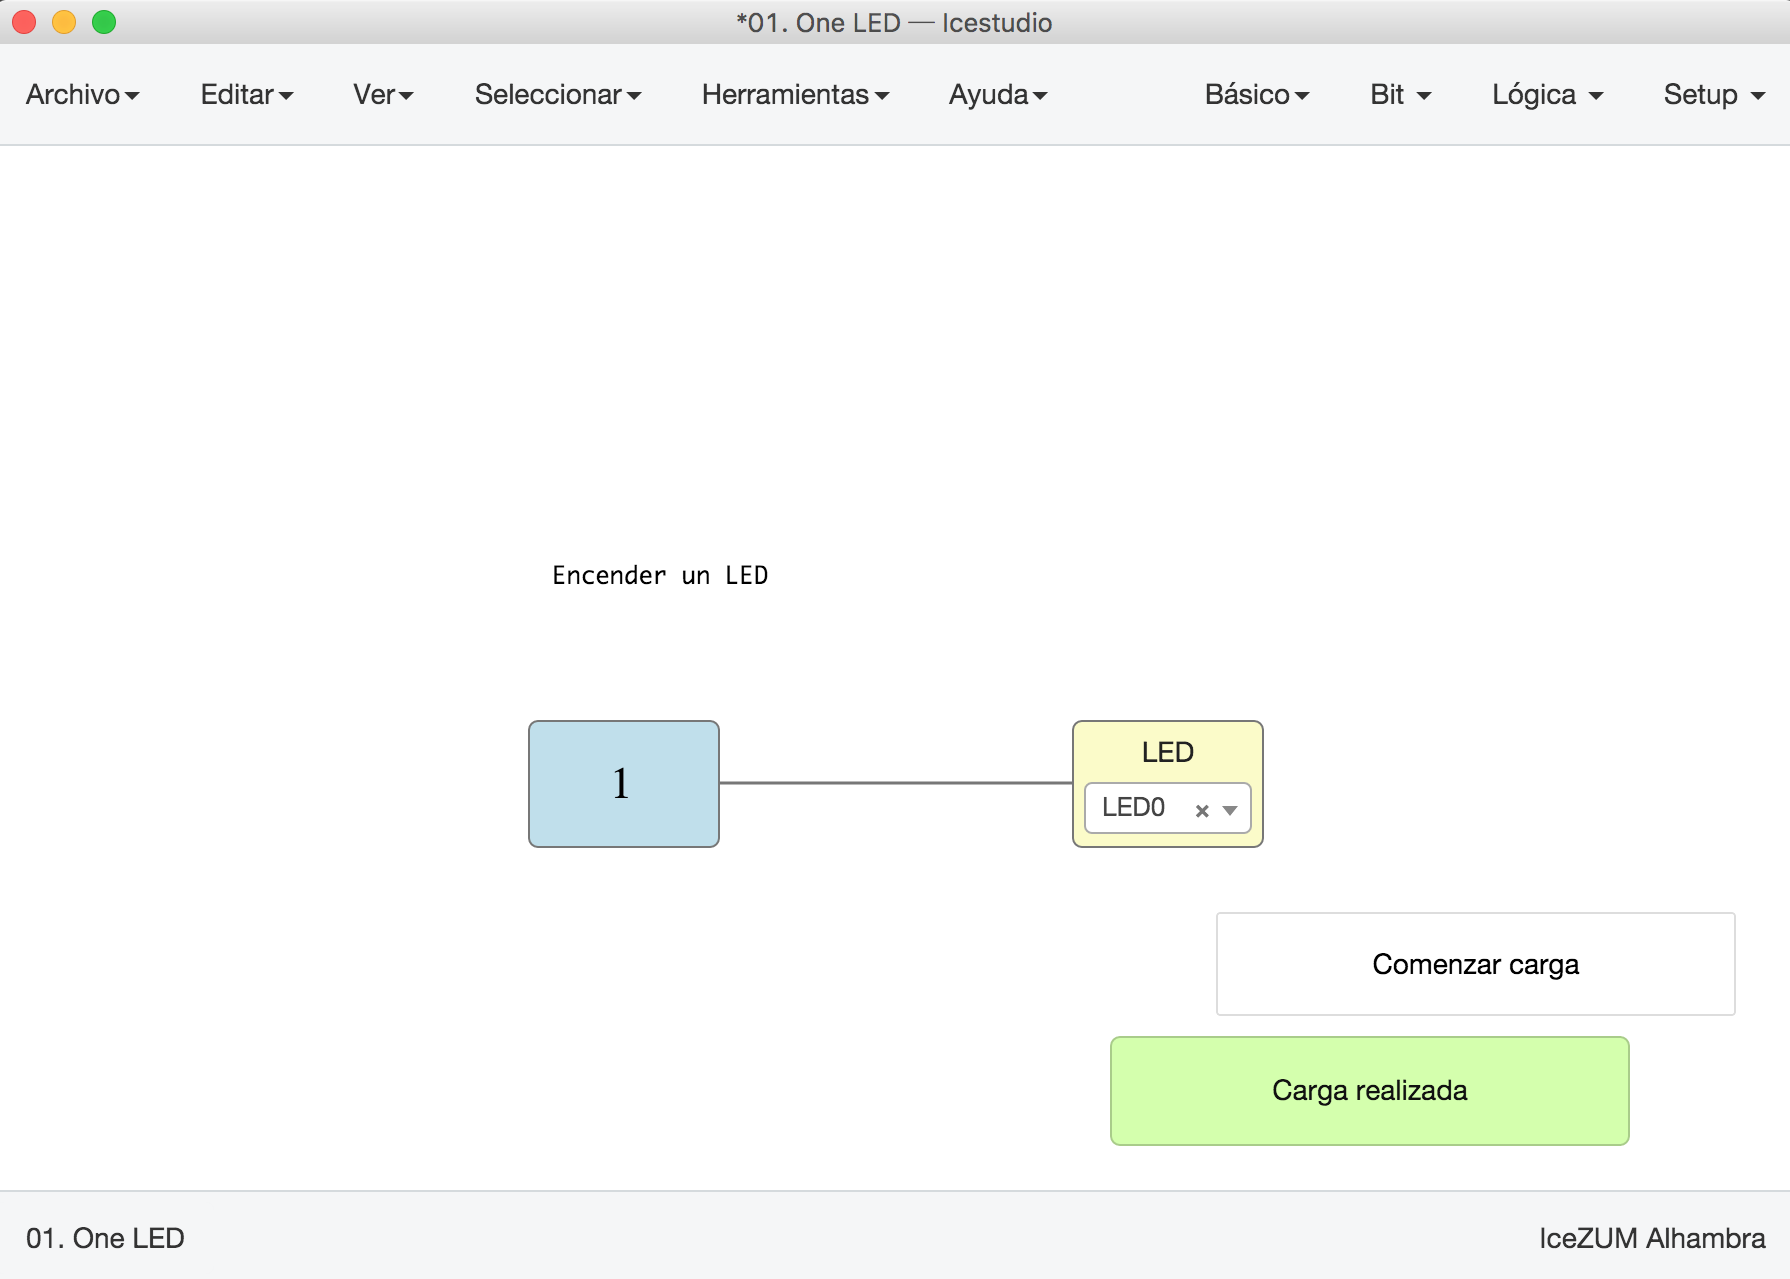 *01. One LED — Icestudio
Archivo Editar Ver Seleccionar Herramientas Ayuda Básico Bit Lógica Setup
Encender un LED
1
LED
LED0
Comenzar carga
Carga realizada
01. One LED IceZUM Alhambra